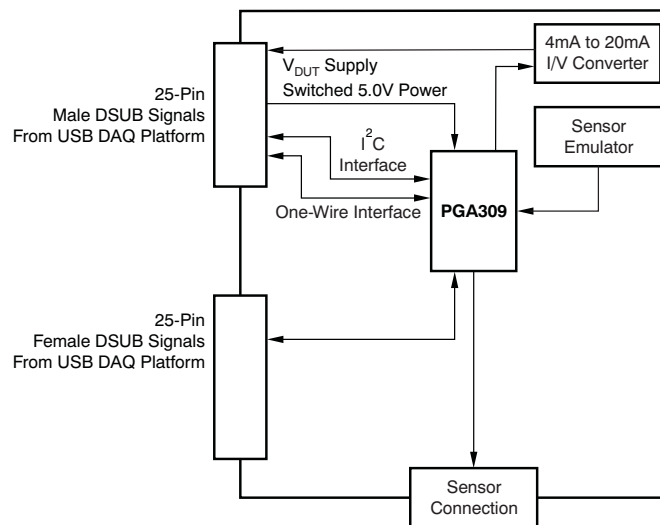 4mA to 20mA
I/V Converter
V_DUT Supply
Switched 5.0V Power
25-Pin
Male DSUB Signals
From USB DAQ Platform
Sensor
Emulator
I²C
Interface
One-Wire Interface
PGA309
25-Pin
Female DSUB Signals
From USB DAQ Platform
Sensor
Connection